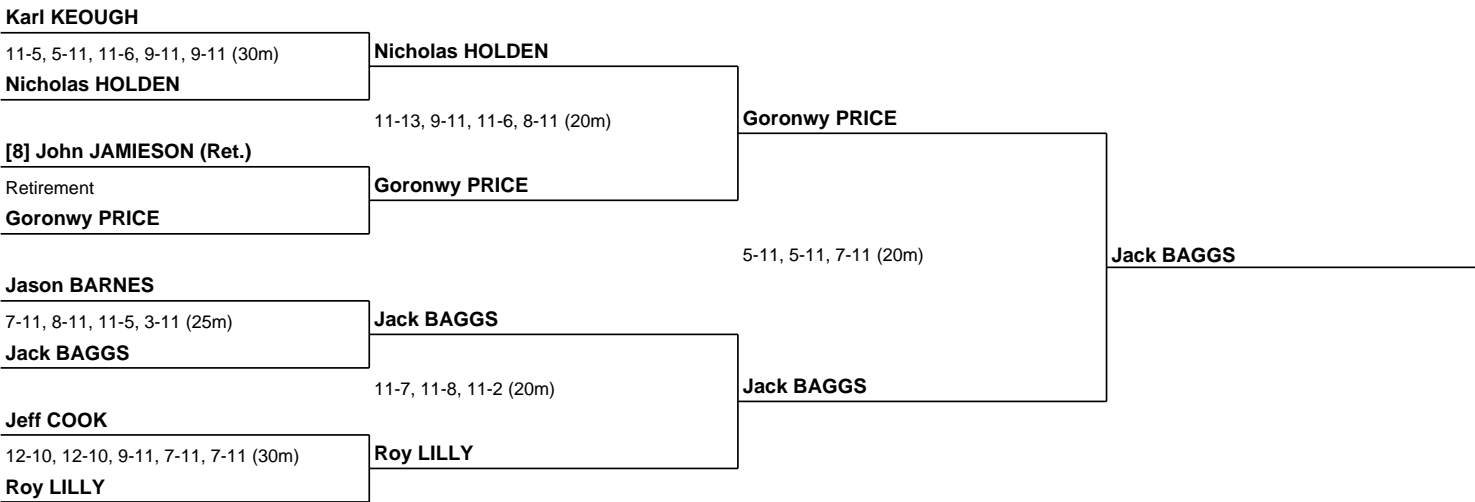 Karl KEOUGH
11-5, 5-11, 11-6, 9-11, 9-11 (30m)
Nicholas HOLDEN
Nicholas HOLDEN
11-13, 9-11, 11-6, 8-11 (20m)
Goronwy PRICE
[8] John JAMIESON (Ret.)
Retirement
Goronwy PRICE
Goronwy PRICE
5-11, 5-11, 7-11 (20m)
Jack BAGGS
Jason BARNES
7-11, 8-11, 11-5, 3-11 (25m)
Jack BAGGS
Jack BAGGS
11-7, 11-8, 11-2 (20m)
Jack BAGGS
Jeff COOK
12-10, 12-10, 9-11, 7-11, 7-11 (30m)
Roy LILLY
Roy LILLY